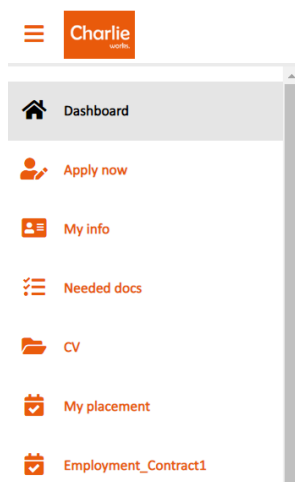 Charlie
works.
Dashboard
Apply now
My info
Needed docs
CV
My placement
Employment_Contract1